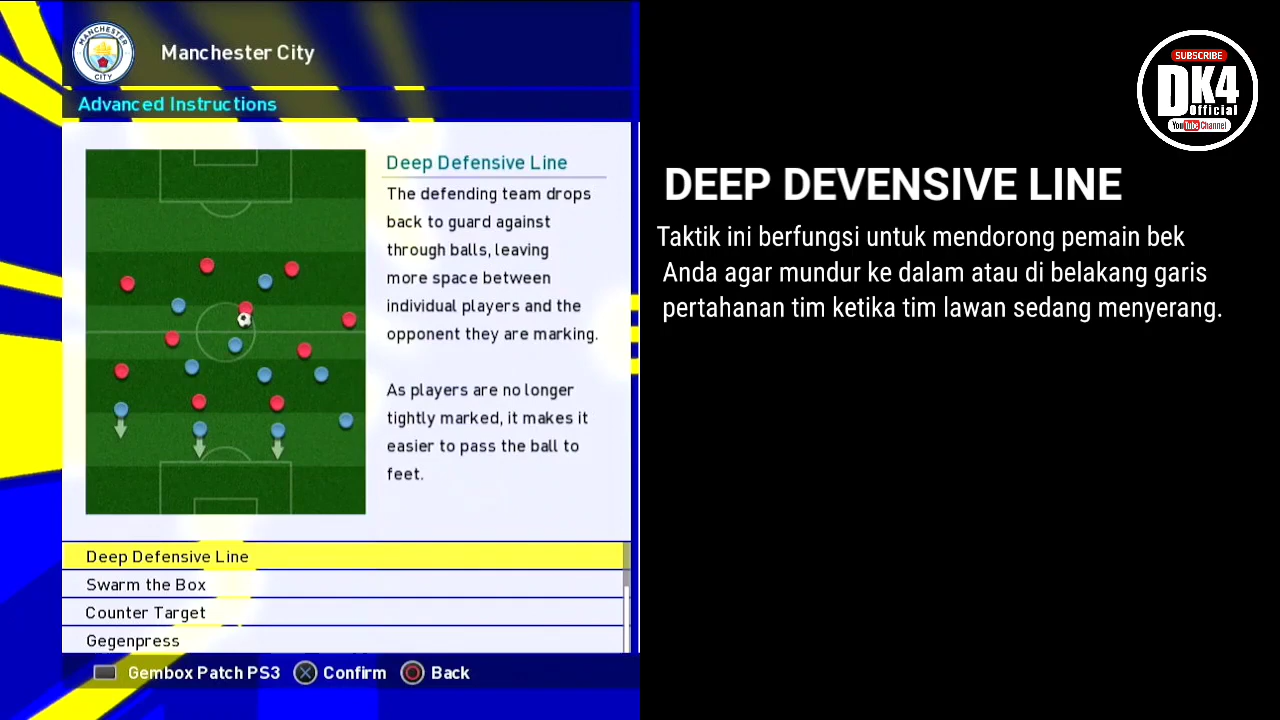 MANCHESTER
CITY
Manchester City
Advanced Instructions
Deep Defensive Line
The defending team drops
back to guard against
through balls, leaving
more space between
individual players and the
opponent they are marking.
As players are no longer
tightly marked, it makes it
easier to pass the ball to
feet.
Deep Defensive Line
Swarm the Box
Counter Target
Gegenpress
Gembox Patch PS3
Confirm
Back
SUBSCRIBE
DK4
Official
YouTube Channel
DEEP DEVENSIVE LINE
Taktik ini berfungsi untuk mendorong pemain bek
Anda agar mundur ke dalam atau di belakang garis
pertahanan tim ketika tim lawan sedang menyerang.